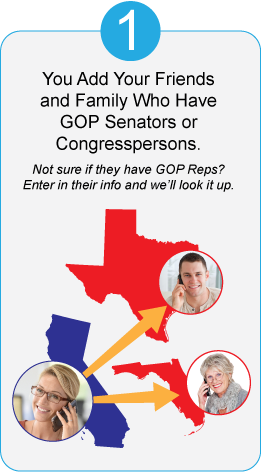 1
You Add Your Friends
and Family Who Have
GOP Senators or
Congresspersons.
Not sure if they have GOP Reps?
Enter in their info and we'll look it up.